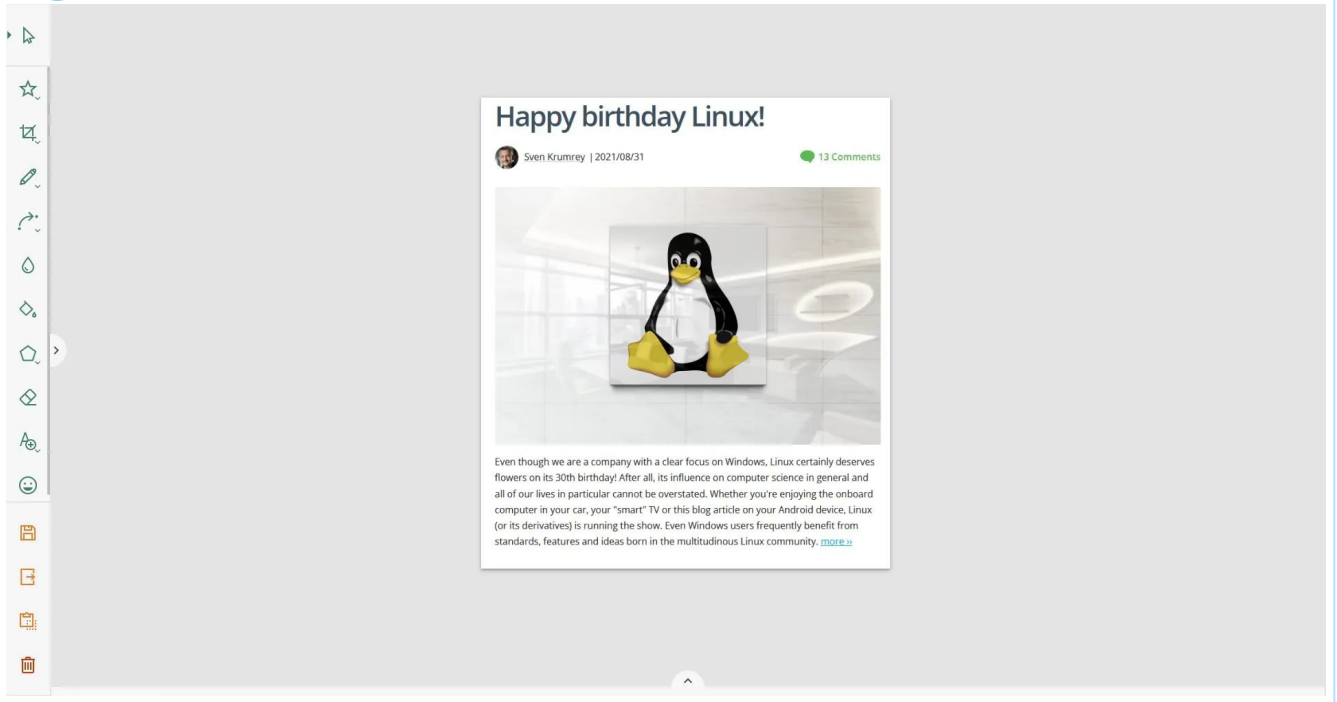 Happy birthday Linux!
Sven Krumrey | 2021/08/31
13 Comments
Even though we are a company with a clear focus on Windows, Linux certainly deserves
flowers on its 30th birthday! After all, its influence on computer science in general and
all of our lives in particular cannot be overstated. Whether you're enjoying the onboard
computer in your car, your "smart" TV or this blog article on your Android device, Linux
(or its derivatives) is running the show. Even Windows users frequently benefit from
standards, features and ideas born in the multitudinous Linux community. more »